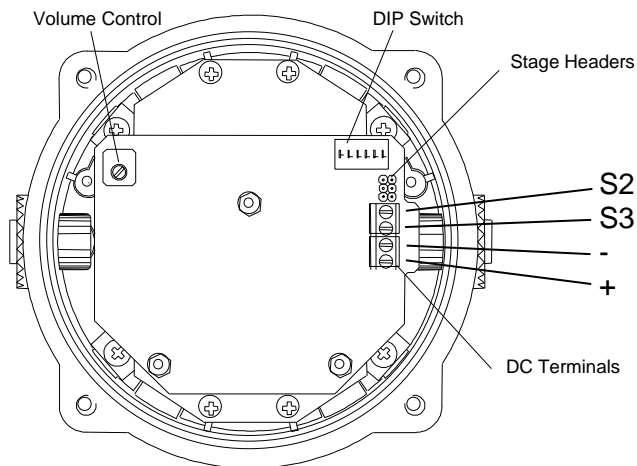 Volume Control
DIP Switch
Stage Headers
S2
S3
-
+
DC Terminals